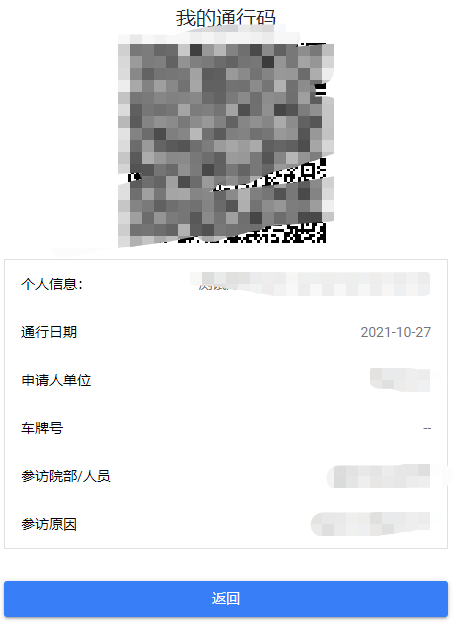 我的通行码
个人信息：
通行日期 2021-10-27
申请人单位
车牌号 --
参访院部/人员
参访原因
返回